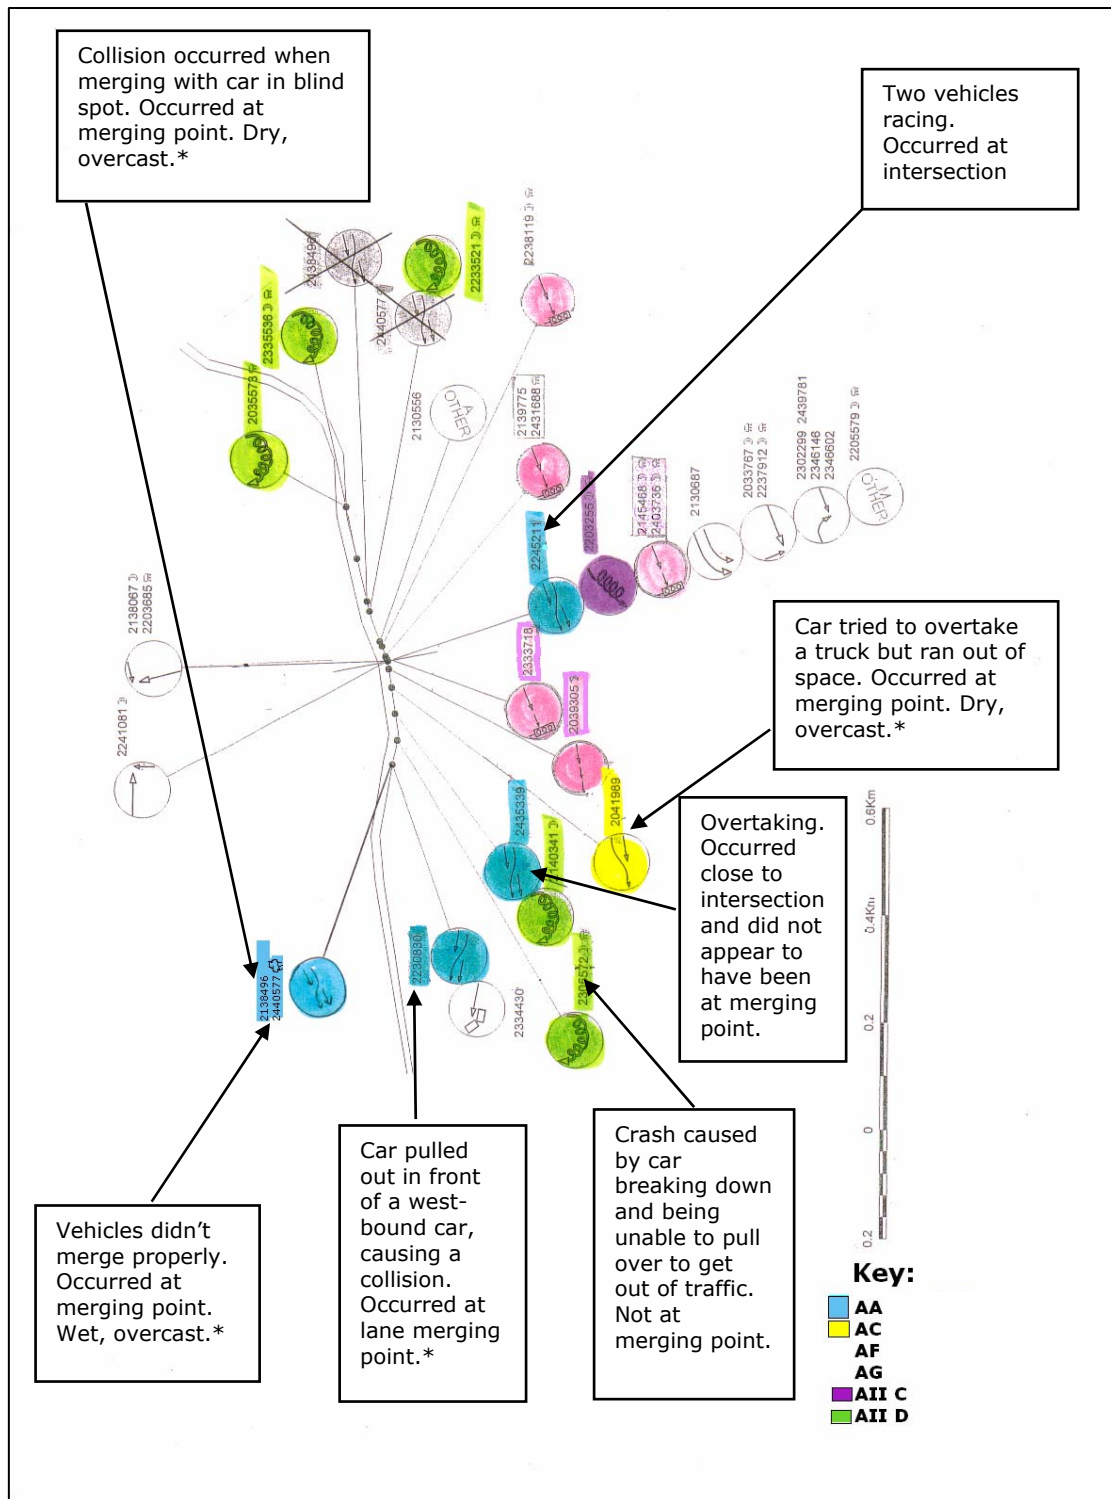 Collision occurred when
merging with car in blind
spot. Occurred at
merging point. Dry,
overcast.*
Two vehicles
racing.
Occurred at
intersection
2138496
2440577
2233521
2238119
2335536
2035573
2130556
A
OTHER
2139775
2431688
2245211
2203255
2145468
2403736
2130687
2033767
2237912
2302299 2439781
2346146
2346602
2205579
M
OTHER
2138067
2203685
2241081
2333718
2039305
Car tried to overtake
a truck but ran out of
space. Occurred at
merging point. Dry,
overcast.*
2435339
2140341
2041989
Overtaking.
Occurred
close to
intersection
and did not
appear to
have been
at merging
point.
0.6Km
0.4Km
0.2
0
0.2
2138496
2440577
2230830
2334430
2306572
Vehicles didn’t
merge properly.
Occurred at
merging point.
Wet, overcast.*
Car pulled
out in front
of a west-
bound car,
causing a
collision.
Occurred at
lane merging
point.*
Crash caused
by car
breaking down
and being
unable to pull
over to get
out of traffic.
Not at
merging point.
Key:
AA
AC
AF
AG
AII C
AII D